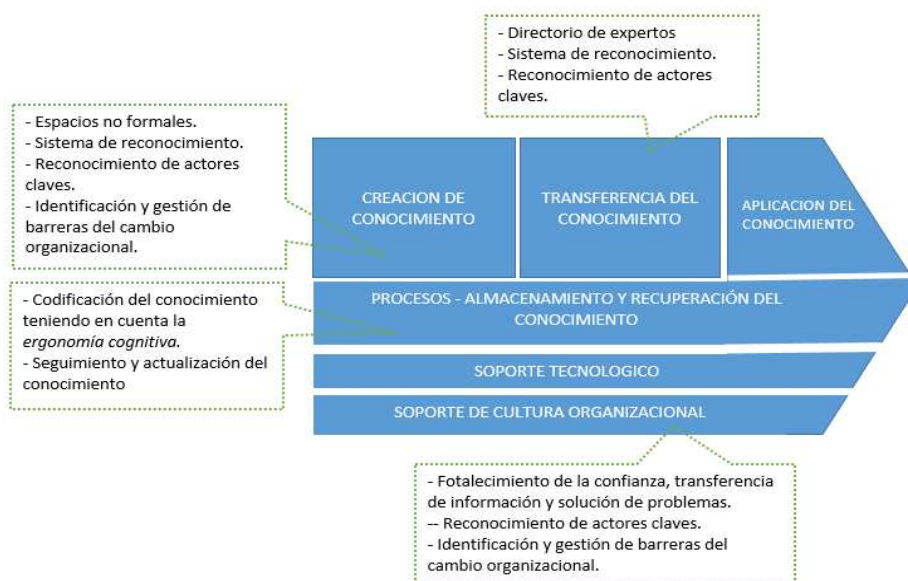 - Directorio de expertos
- Sistema de reconocimiento.
- Reconocimiento de actores
claves.
- Espacios no formales.
- Sistema de reconocimiento.
- Reconocimiento de actores
claves.
- Identificación y gestión de
barreras del cambio
organizacional.
CREACION DE
CONOCIMIENTO
TRANSFERENCIA DEL
CONOCIMIENTO
APLICACION DEL
CONOCIMIENTO
- Codificación del conocimiento
teniendo en cuenta la
ergonomía cognitiva.
- Seguimiento y actualización del
conocimiento
PROCESOS - ALMACENAMIENTO Y RECUPERACIÓN DEL
CONOCIMIENTO
SOPORTE TECNOLOGICO
SOPORTE DE CULTURA ORGANIZACIONAL
- Fotalecimiento de la confianza, transferencia
de información y solución de problemas.
-- Reconocimiento de actores claves.
- Identificación y gestión de barreras del
cambio organizacional.